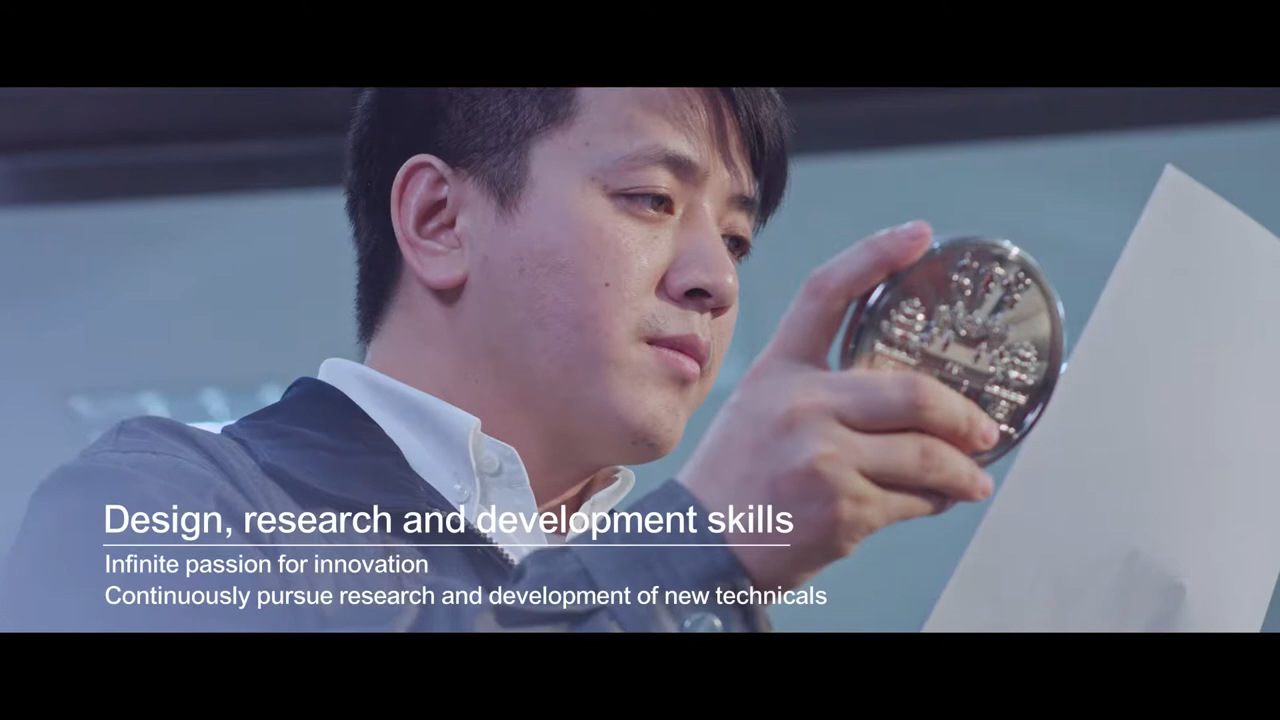 Design, research and development skills
Infinite passion for innovation
Continuously pursue research and development of new technicals